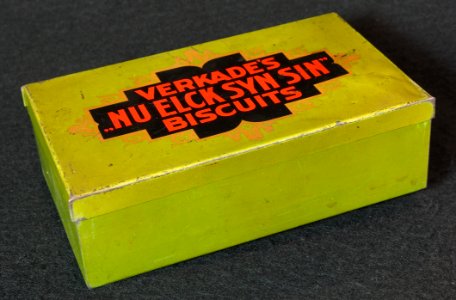 VERKADE'S
„NU ELCK SYN SIN”
BISCUITS